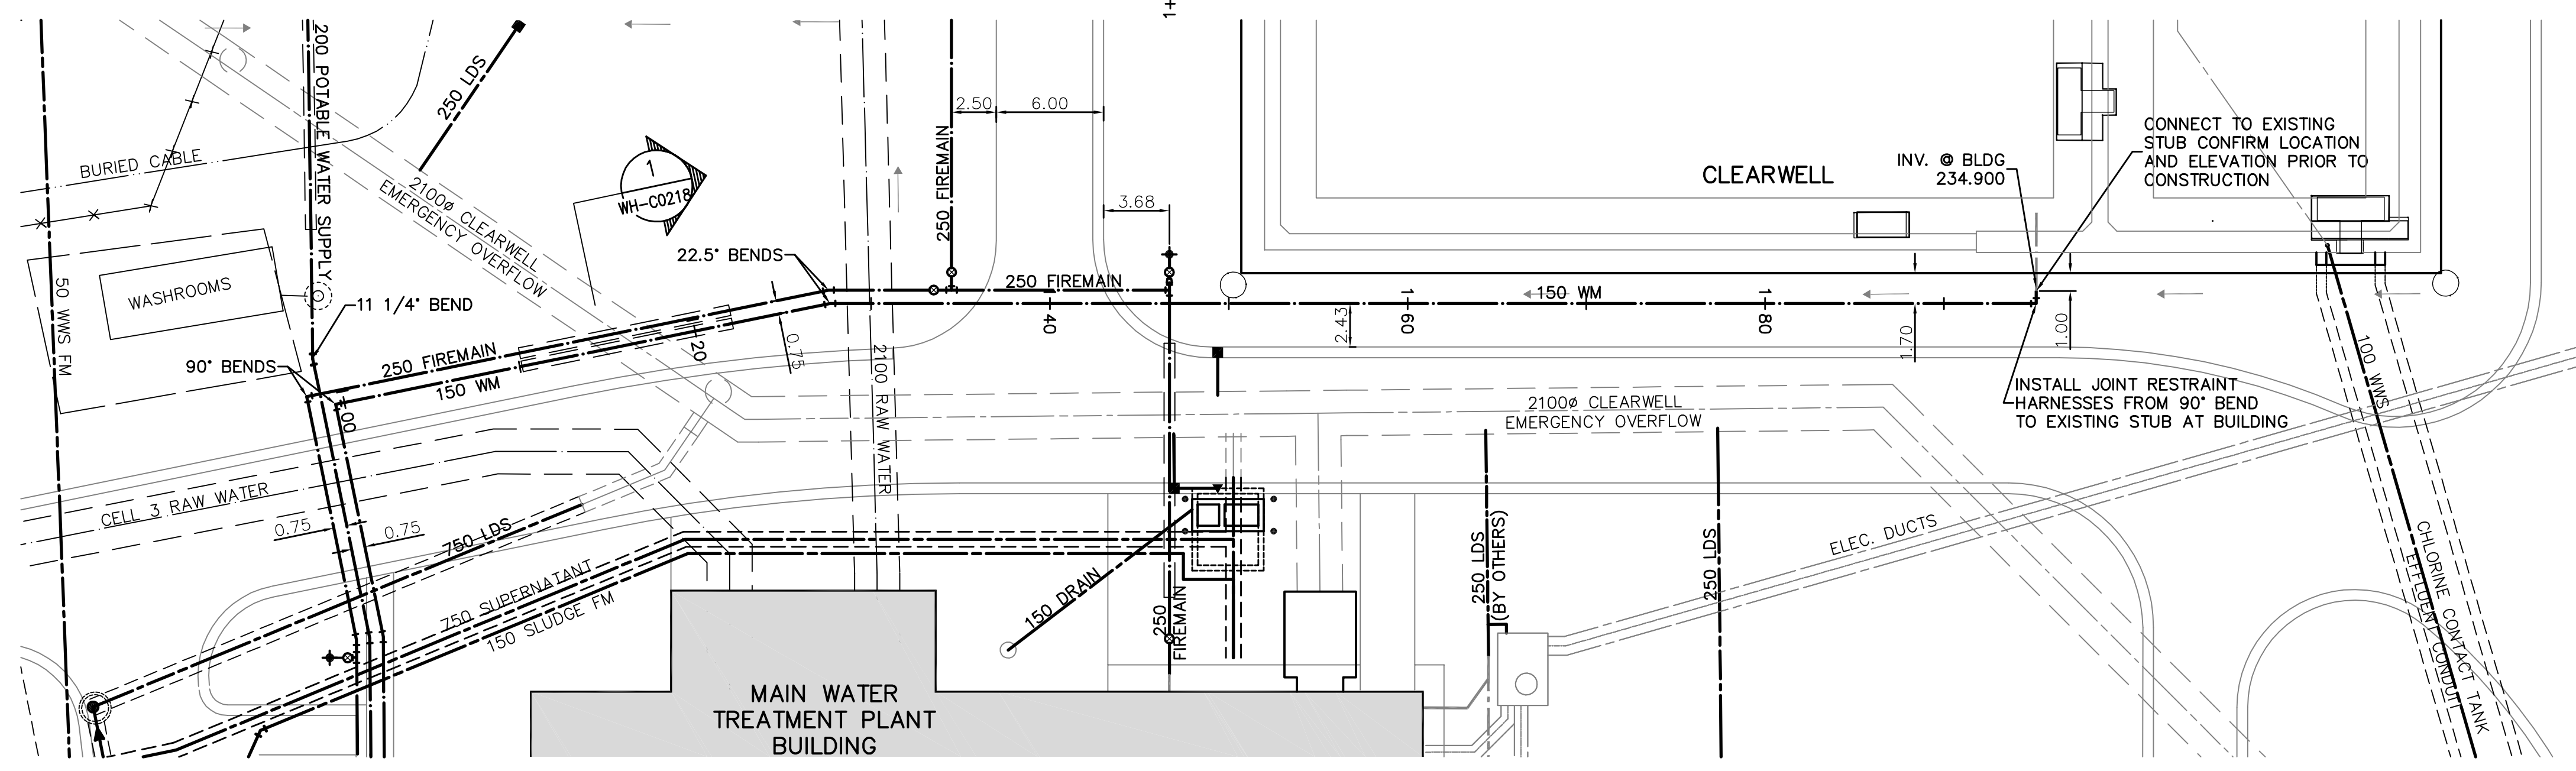 1+
200 POTABLE WATER SUPPLY
250 LDS
BURIED CABLE
2100ø CLEARWELL
EMERGENCY OVERFLOW
1
WH-C0218
250 FIREMAIN
2.50
6.00
3.68
CLEARWELL
INV. @ BLDG
234.900
CONNECT TO EXISTING
STUB CONFIRM LOCATION
AND ELEVATION PRIOR TO
CONSTRUCTION
WASHROOMS
50 WWS FM
22.5° BENDS
11 1/4° BEND
90° BENDS
250 FIREMAIN
150 WM
00
20
0.75
250 FIREMAIN
40
2.43
60
150 WM
80
1.70
1.00
2100 RAW WATER
INSTALL JOINT RESTRAINT
HARNESSES FROM 90° BEND
TO EXISTING STUB AT BUILDING
100 WWS
2100ø CLEARWELL
EMERGENCY OVERFLOW
CELL 3 RAW WATER
0.75
0.75
750 LDS
750 SUPERNATANT
150 SLUDGE FM
150 DRAIN
250
FIREMAIN
250 LDS
(BY OTHERS)
250 LDS
ELEC. DUCTS
CHLORINE CONTACT TANK
EFFLUENT CONDUIT
MAIN WATER
TREATMENT PLANT
BUILDING